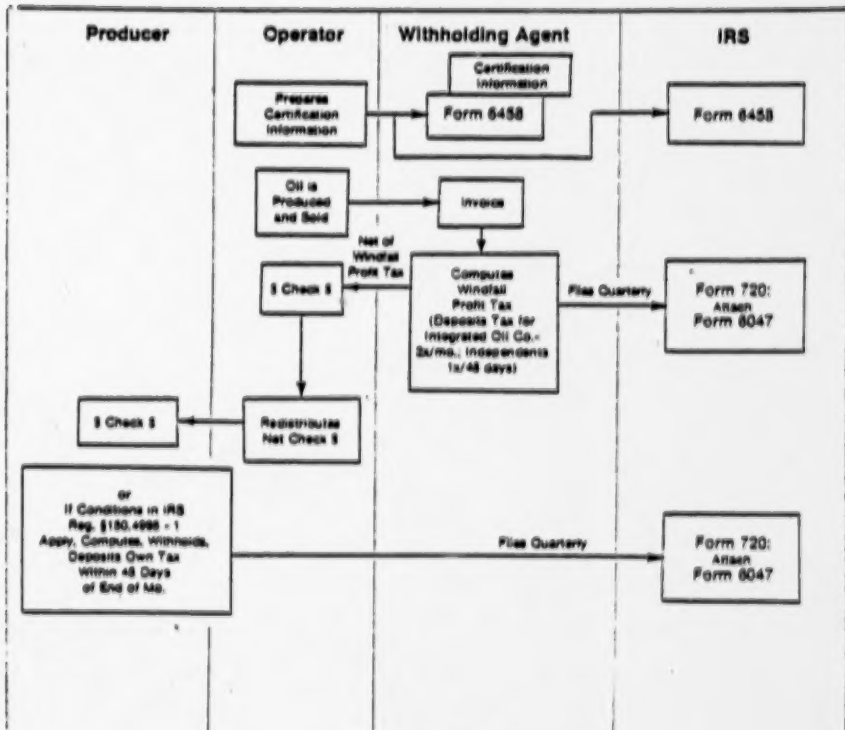 Producer
Operator
Withholding Agent
IRS
Certification
Information
Prepares
Certification
Information
Form 6458
Form 6458
Oil is
Produced
and Sold
Invoice
Net of
Windfall
Profit Tax
$ Check $
Computes
Windfall
Profit Tax
(Deposits Tax for
Integrated Oil Co.-
2x/mo.; Independents
1x/45 days)
Files Quarterly
Form 720:
Attach
Form 6047
$ Check $
Redistributes
Net Check $
or
If Conditions in IRS
Reg. §150.4995 - 1
Apply, Computes, Withholds,
Deposits Own Tax
Within 45 Days
of End of Mo.
Files Quarterly
Form 720:
Attach
Form 6047